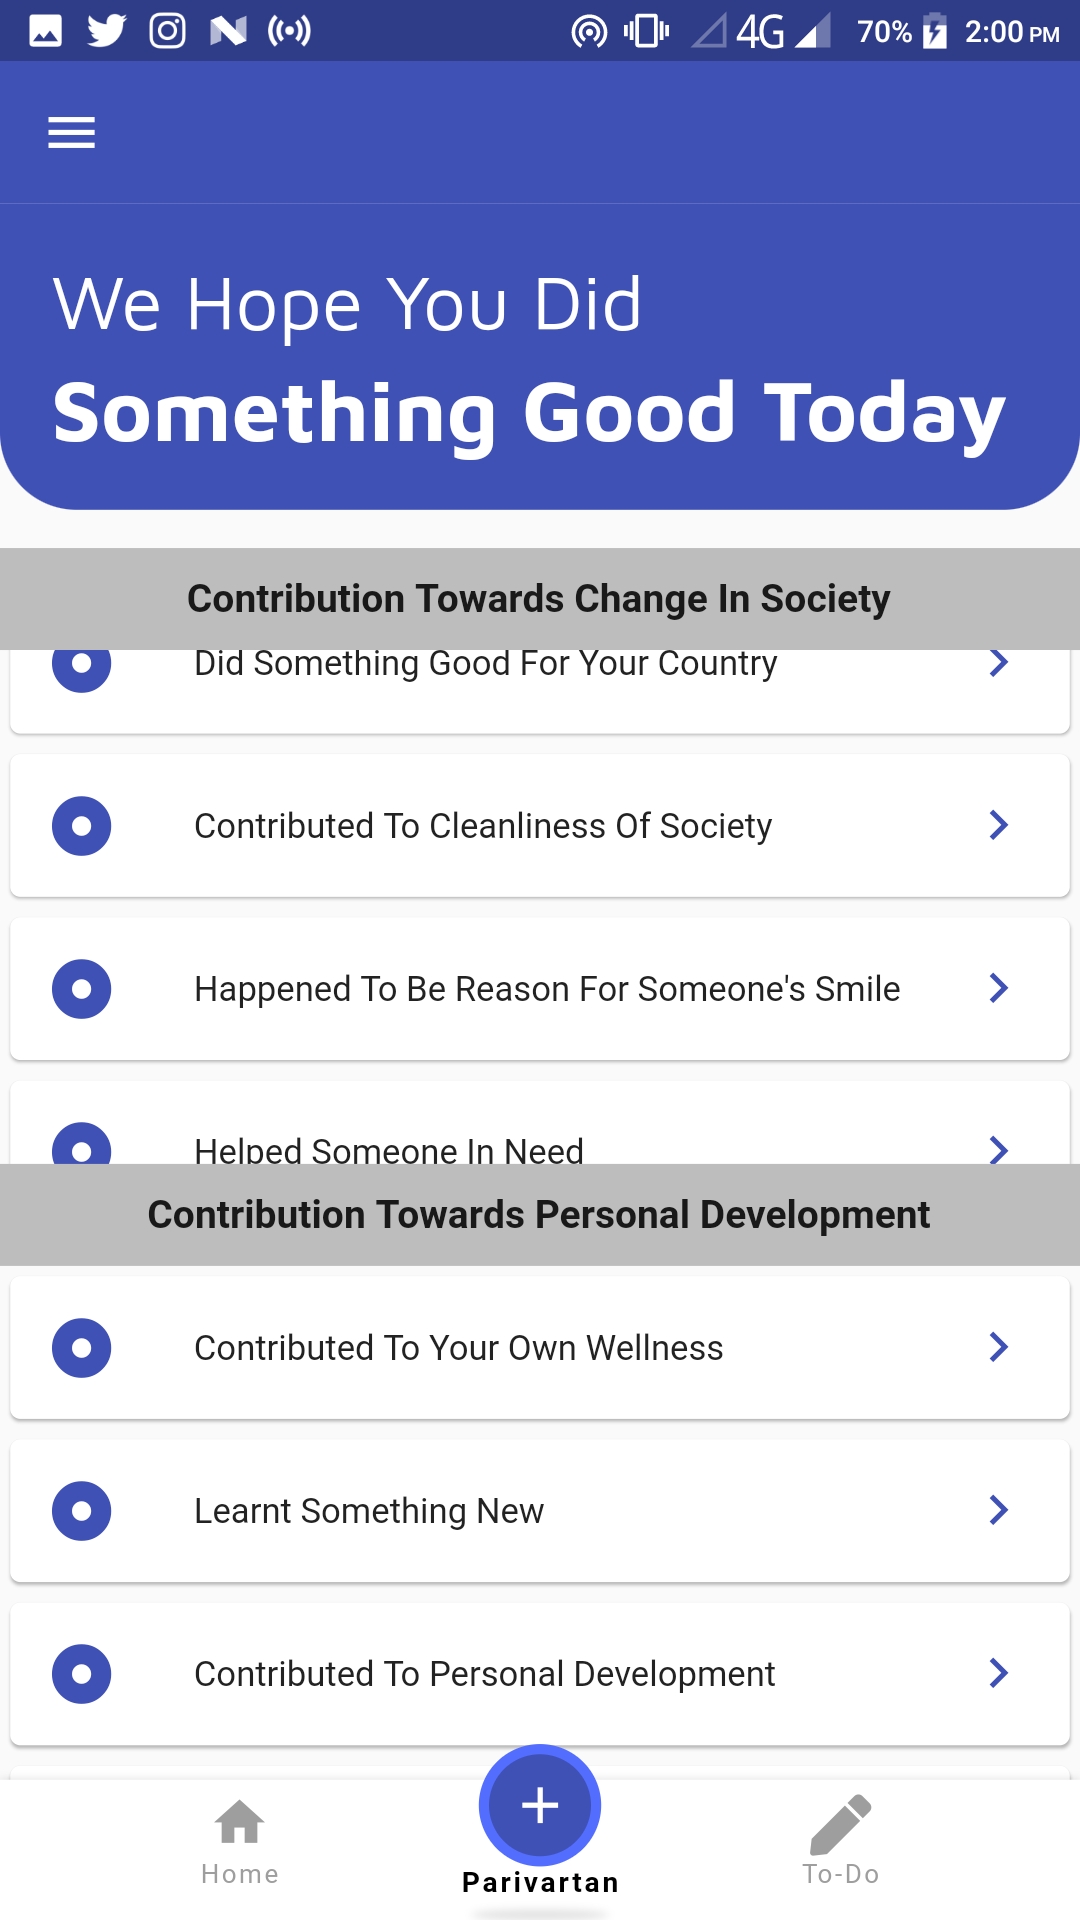 4G 70% 2:00 PM
We Hope You Did
Something Good Today
Contribution Towards Change In Society
Did Something Good For Your Country
Contributed To Cleanliness Of Society
Happened To Be Reason For Someone's Smile
Helped Someone In Need
Contribution Towards Personal Development
Contributed To Your Own Wellness
Learnt Something New
Contributed To Personal Development
Home
Parivartan
To-Do